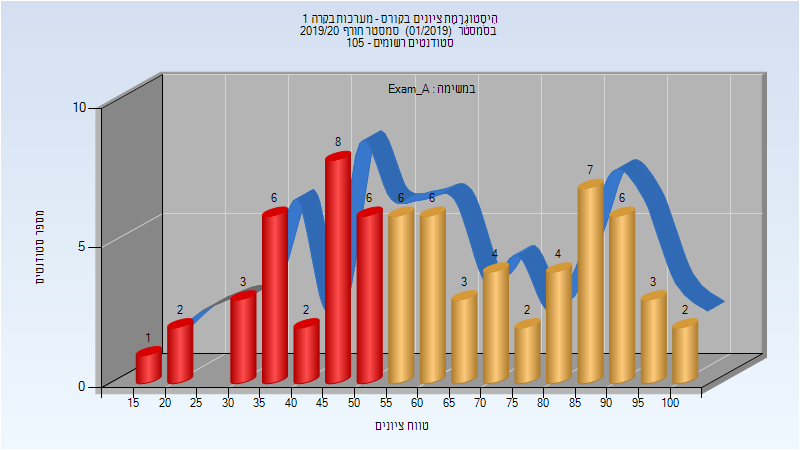 היסטוגרמת ציונים בקורס - מערכות בקרה 1
בסמסטר (01/2019) סמסטר חורף 2019/20
סטודנטים רשומים - 105
במשימה : Exam_A
מספר סטודנטים
10
5
0
1
2
3
6
2
8
6
6
6
3
4
2
4
7
6
3
2
15 20 25 30 35 40 45 50 55 60 65 70 75 80 85 90 95 100
טווח ציונים